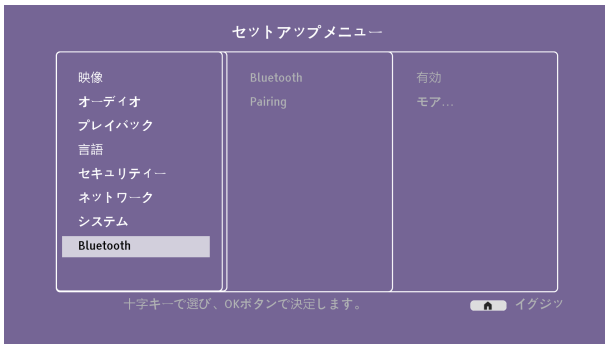 セットアップメニュー
映像
オーディオ
プレイバック
言語
セキュリティー
ネットワーク
システム
Bluetooth
Bluetooth 有効
Pairing モア...
十字キーで選び、OKボタンで決定します。
イグジッ